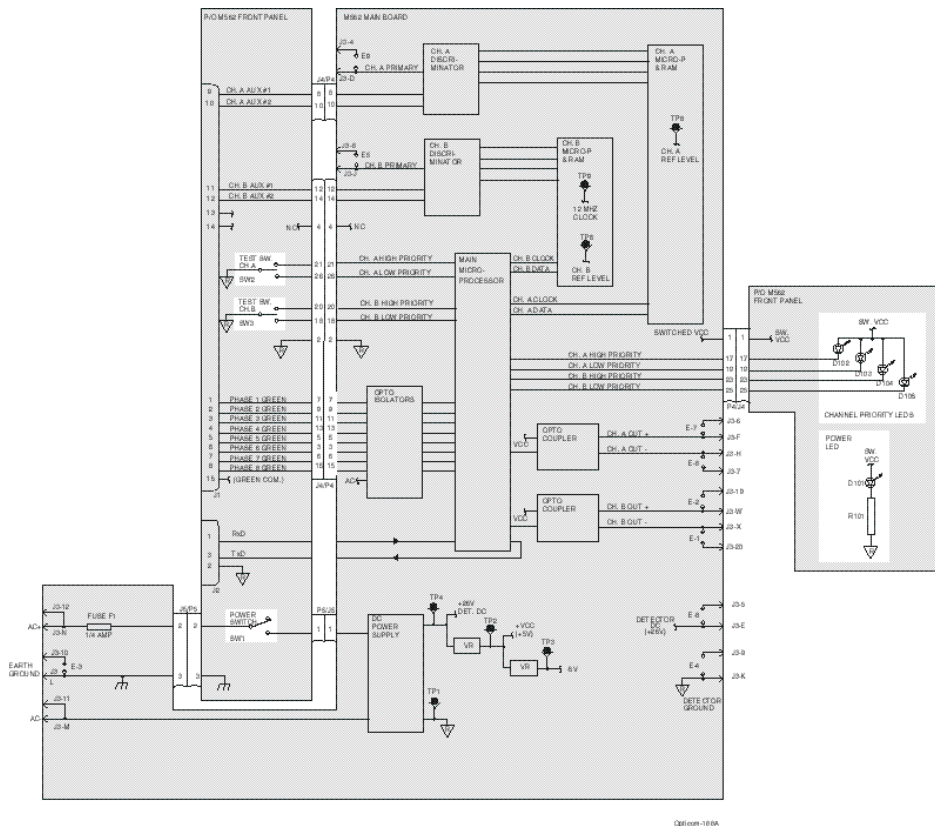 P/O M562 FRONT PANEL
M562 MAIN BOARD
J3-4
E9
CH. A PRIMARY
J3-D
J4/P4
9 CH. A AUX #1 8 8
10 CH. A AUX #2 10 10
CH. A
DISCRI-
MINATOR
CH. A
MICRO-P
& RAM
TP8
CH. A
REF LEVEL
J3-8
E5
CH. B PRIMARY
J3-J
CH. B
DISCRI-
MINATOR
CH. B
MICRO-P
& RAM
TP9
12 MHZ
CLOCK
TP6
CH. B
REF LEVEL
11 CH. B AUX #1 12 12
12 CH. B AUX #2 14 14
13
14 NC 4 4 NC
TEST SW.
CH. A
SW2
21 21 CH. A HIGH PRIORITY
26 26 CH. A LOW PRIORITY
TEST SW.
CH. B
SW3
20 20 CH. B HIGH PRIORITY
18 18 CH. B LOW PRIORITY
2 2
MAIN
MICRO-
PROCESSOR
CH. B CLOCK
CH. B DATA
CH. A CLOCK
CH. A DATA
SWITCHED VCC
CH. A HIGH PRIORITY
CH. A LOW PRIORITY
CH. B HIGH PRIORITY
CH. B LOW PRIORITY
P/O M562
FRONT PANEL
1 1 SW.
VCC
17 17
19 19
23 23
25 25
P4/J4
SW. VCC
D102
D103
D104
D105
CHANNEL PRIORITY LEDS
POWER
LED
SW.
VCC
D101
R101
OPTO
ISOLATORS
1 PHASE 1 GREEN 7 7
2 PHASE 2 GREEN 9 9
3 PHASE 3 GREEN 11 11
4 PHASE 4 GREEN 13 13
5 PHASE 5 GREEN 5 5
6 PHASE 6 GREEN 3 3
7 PHASE 7 GREEN 6 6
8 PHASE 8 GREEN 15 15
15 (GREEN COM.)
J1
J4/P4
AC-
VCC
OPTO
COUPLER
CH. A OUT +
CH. A OUT -
E-7
J3-6
J3-F
J3-H
E-6
J3-7
VCC
OPTO
COUPLER
CH. B OUT +
CH. B OUT -
J3-19
E-2
J3-W
J3-X
E-1
J3-20
1 RxD
3 TxD
2
J2
J3-12
AC+
J3-N
FUSE F1
1/4 AMP
J5/P5
2 2
POWER
SWITCH
SW1
P5/J5
1 1
DC
POWER
SUPPLY
TP4
+26V
DET. DC
VR
TP2
+VCC
(+5V)
VR
TP3
-5V
TP1
J3-10
EARTH
GROUND
E-3
J3
L
3 3
J3-11
AC-
J3-M
J3-5
E-8
DETECTOR
DC
(+26V)
J3-E
J3-9
E4
J3-K
DETECTOR
GROUND
Opticom-188A